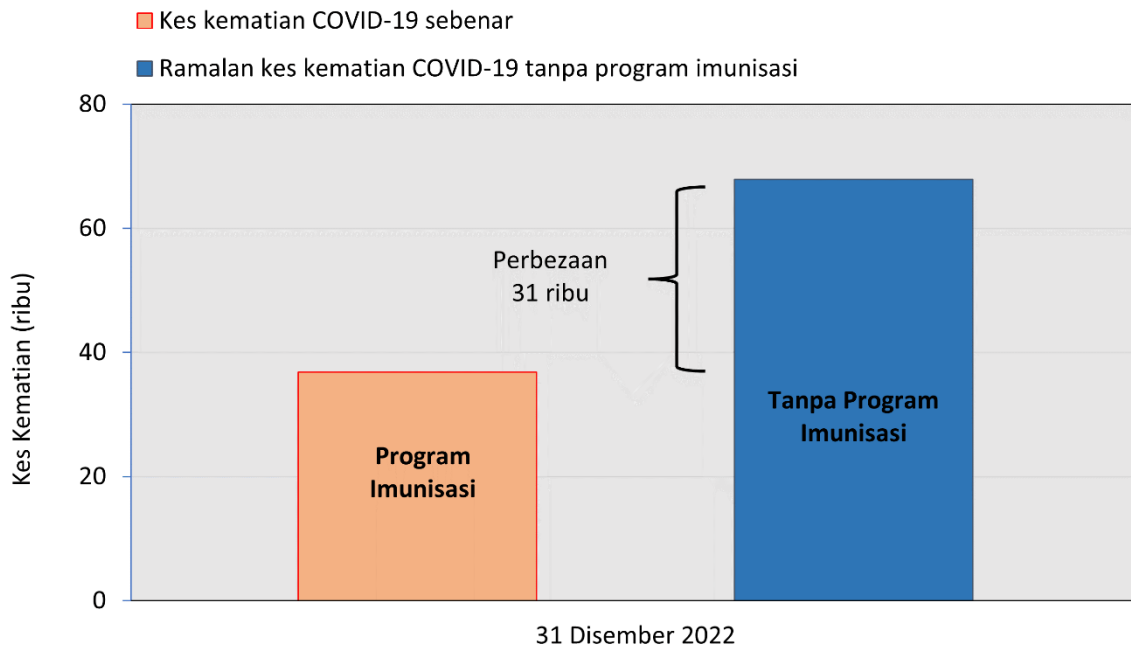 Kes kematian COVID-19 sebenar
Ramalan kes kematian COVID-19 tanpa program imunisasi
Kes Kematian (ribu)
80
60
40
20
0
Perbezaan
31 ribu
Program
Imunisasi
Tanpa Program
Imunisasi
31 Disember 2022